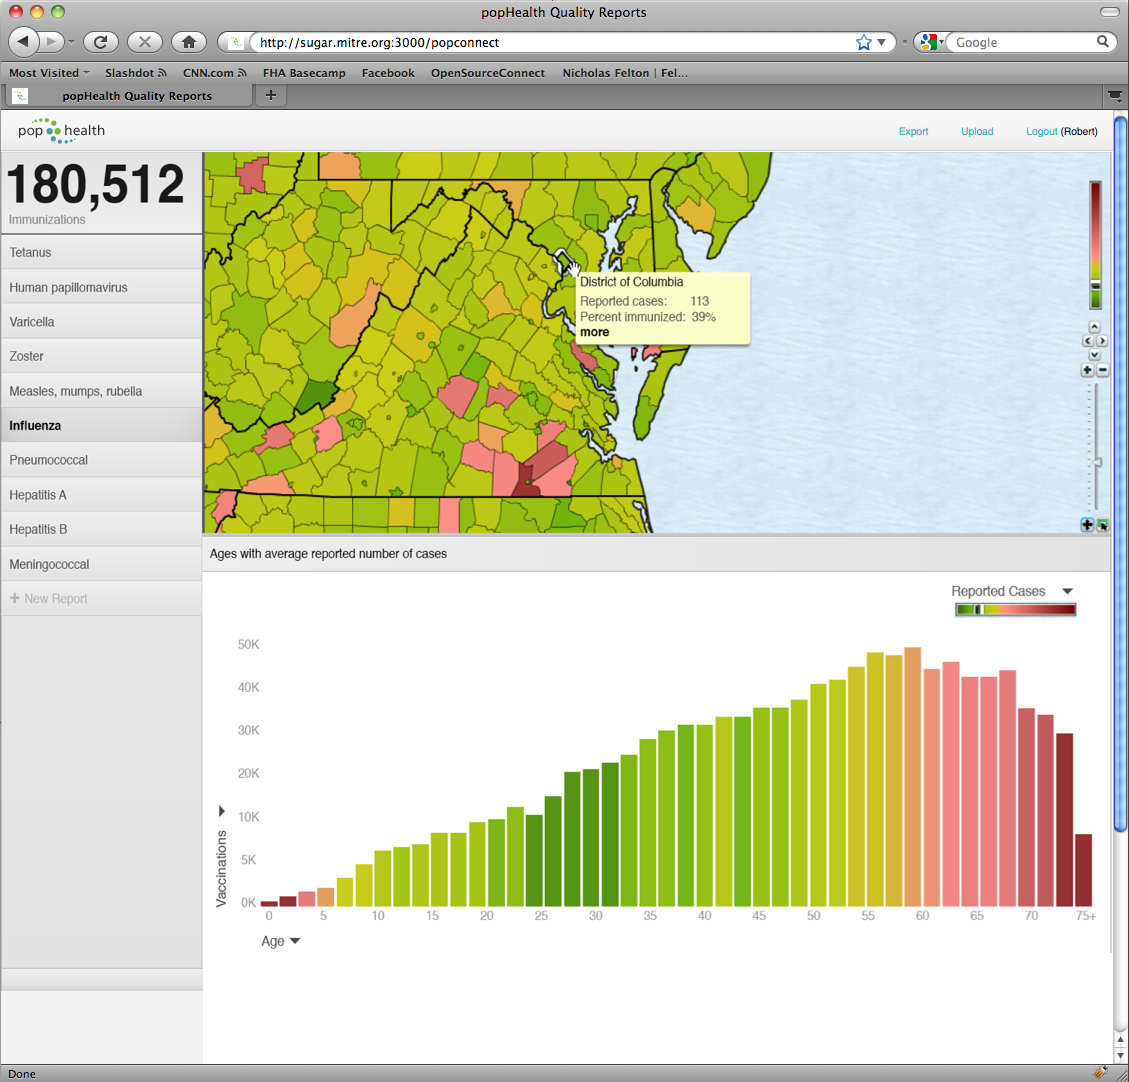 popHealth Quality Reports
http://sugar.mitre.org:3000/popconnect
Google
Most Visited Slashdot CNN.com FHA Basecamp Facebook OpenSourceConnect Nicholas Felton | Fel...
popHealth Quality Reports +
pop health
Export Upload Logout (Robert)
180,512
Immunizations
Tetanus
Human papillomavirus
Varicella
Zoster
Measles, mumps, rubella
Influenza
Pneumococcal
Hepatitis A
Hepatitis B
Meningococcal
+ New Report
District of Columbia
Reported cases: 113
Percent immunized: 39%
more
Ages with average reported number of cases
Reported Cases
50K
40K
30K
20K
10K
5K
0K
Vaccinations
0 5 10 15 20 25 30 35 40 45 50 55 60 65 70 75+
Age
Done